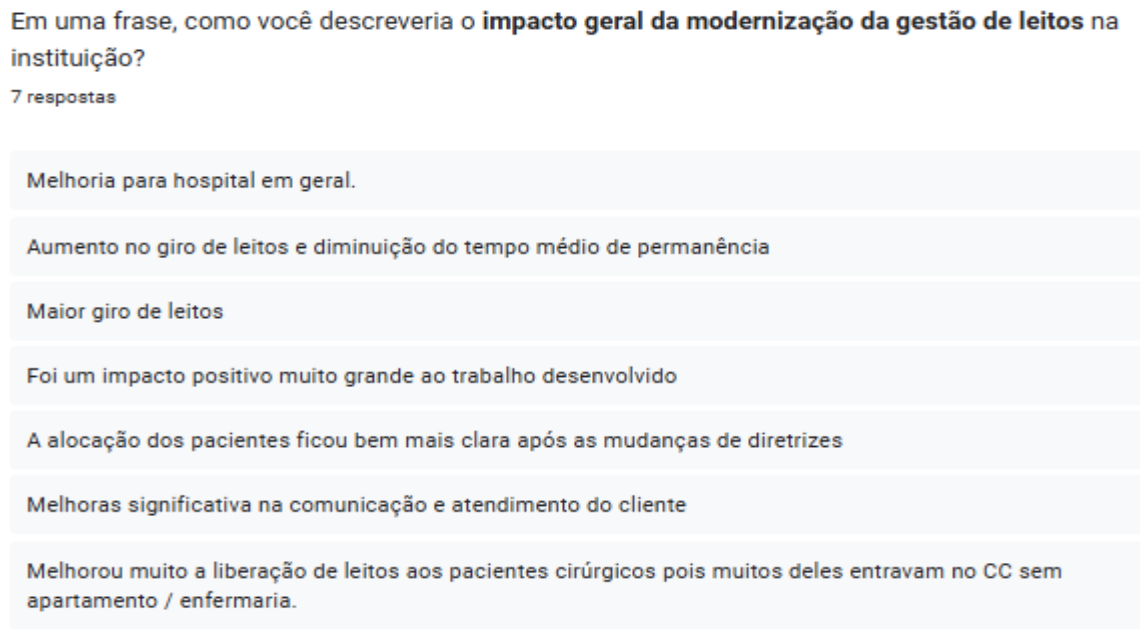 Em uma frase, como você descreveria o impacto geral da modernização da gestão de leitos na
instituição?
7 respostas
Melhoria para hospital em geral.
Aumento no giro de leitos e diminuição do tempo médio de permanência
Maior giro de leitos
Foi um impacto positivo muito grande ao trabalho desenvolvido
A alocação dos pacientes ficou bem mais clara após as mudanças de diretrizes
Melhoras significativa na comunicação e atendimento do cliente
Melhorou muito a liberação de leitos aos pacientes cirúrgicos pois muitos deles entravam no CC sem
apartamento / enfermaria.